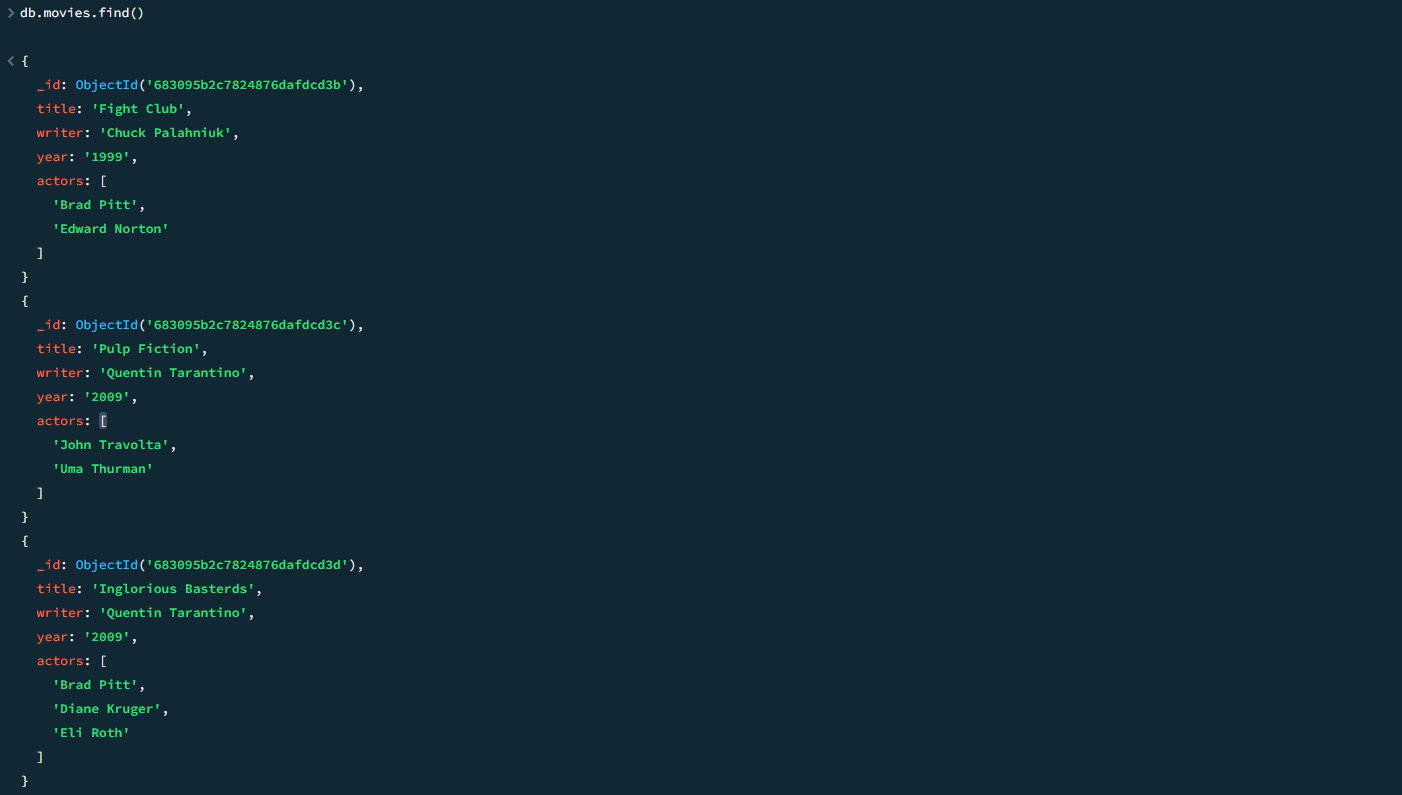 > db.movies.find()
< {
  _id: ObjectId('683095b2c7824876dafdcd3b'),
  title: 'Fight Club',
  writer: 'Chuck Palahniuk',
  year: '1999',
  actors: [
    'Brad Pitt',
    'Edward Norton'
  ]
}
{
  _id: ObjectId('683095b2c7824876dafdcd3c'),
  title: 'Pulp Fiction',
  writer: 'Quentin Tarantino',
  year: '2009',
  actors: [
    'John Travolta',
    'Uma Thurman'
  ]
}
{
  _id: ObjectId('683095b2c7824876dafdcd3d'),
  title: 'Inglorious Basterds',
  writer: 'Quentin Tarantino',
  year: '2009',
  actors: [
    'Brad Pitt',
    'Diane Kruger',
    'Eli Roth'
  ]
}